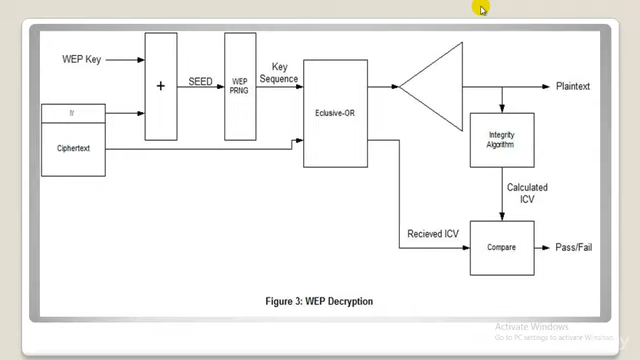 WEP Key
IV
Ciphertext
+
SEED
WEP
PRNG
Key
Sequence
Eclusive-OR
Plaintext
Integrity
Algorithm
Calculated
ICV
Recieved ICV
Compare
Pass/Fail
Figure 3: WEP Decryption
Activate Windows
Go to PC settings to activate Windows.